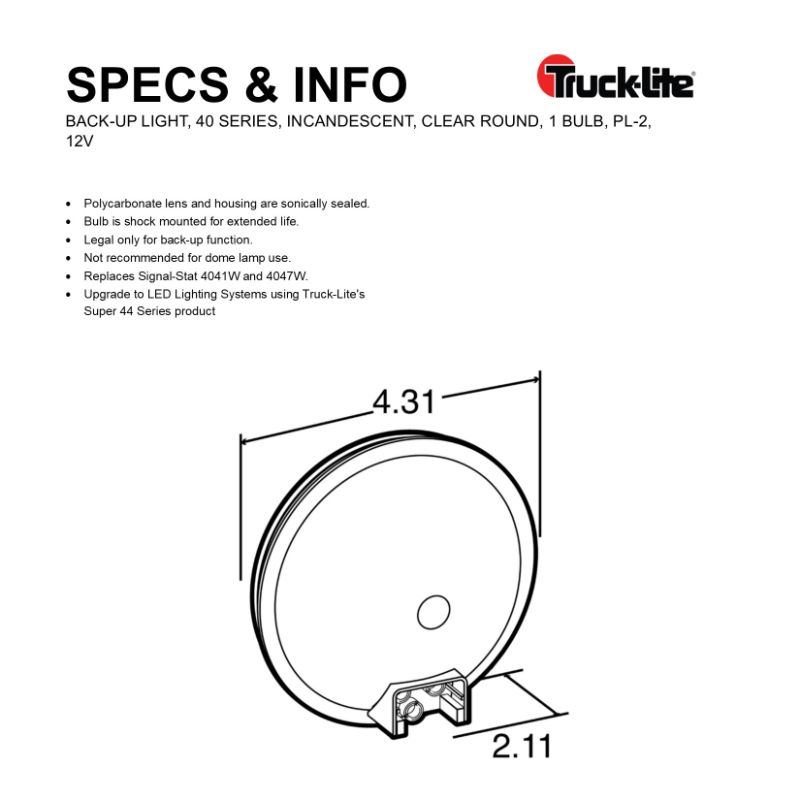 SPECS & INFO
Truck-Lite®
BACK-UP LIGHT, 40 SERIES, INCANDESCENT, CLEAR ROUND, 1 BULB, PL-2,
12V
• Polycarbonate lens and housing are sonically sealed.
• Bulb is shock mounted for extended life.
• Legal only for back-up function.
• Not recommended for dome lamp use.
• Replaces Signal-Stat 4041W and 4047W.
• Upgrade to LED Lighting Systems using Truck-Lite's
Super 44 Series product
4.31
2.11